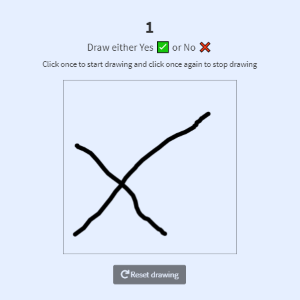 1
Draw either Yes ✅ or No ❌
Click once to start drawing and click once again to stop drawing
Reset drawing